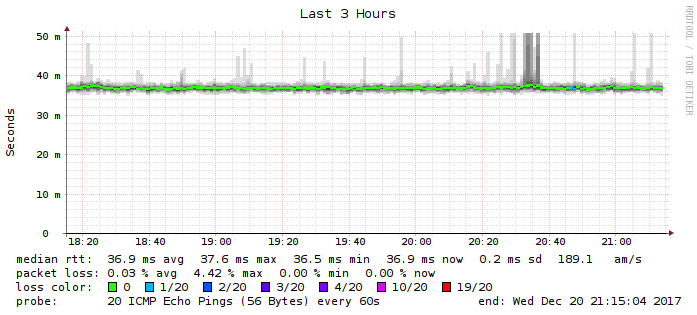 Last 3 Hours
RRDTOOL / TOBI OETIKER
Seconds
50 m
40 m
30 m
20 m
10 m
0
18:20 18:40 19:00 19:20 19:40 20:00 20:20 20:40 21:00
median rtt: 36.9 ms avg 37.6 ms max 36.5 ms min 36.9 ms now 0.2 ms sd 189.1 am/s
packet loss: 0.03 % avg 4.42 % max 0.00 % min 0.00 % now
loss color: 0 1/20 2/20 3/20 4/20 10/20 19/20
probe: 20 ICMP Echo Pings (56 Bytes) every 60s end: Wed Dec 20 21:15:04 2017